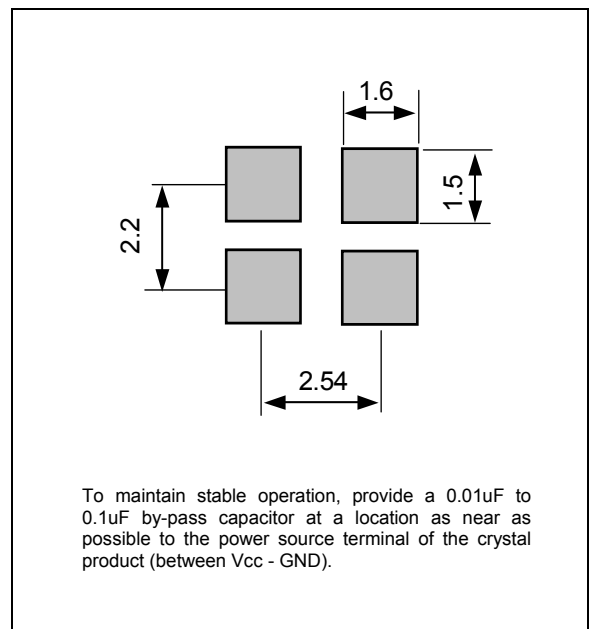 1.6
1.5
2.2
2.54
To maintain stable operation, provide a 0.01uF to
0.1uF by-pass capacitor at a location as near as
possible to the power source terminal of the crystal
product (between Vcc - GND).